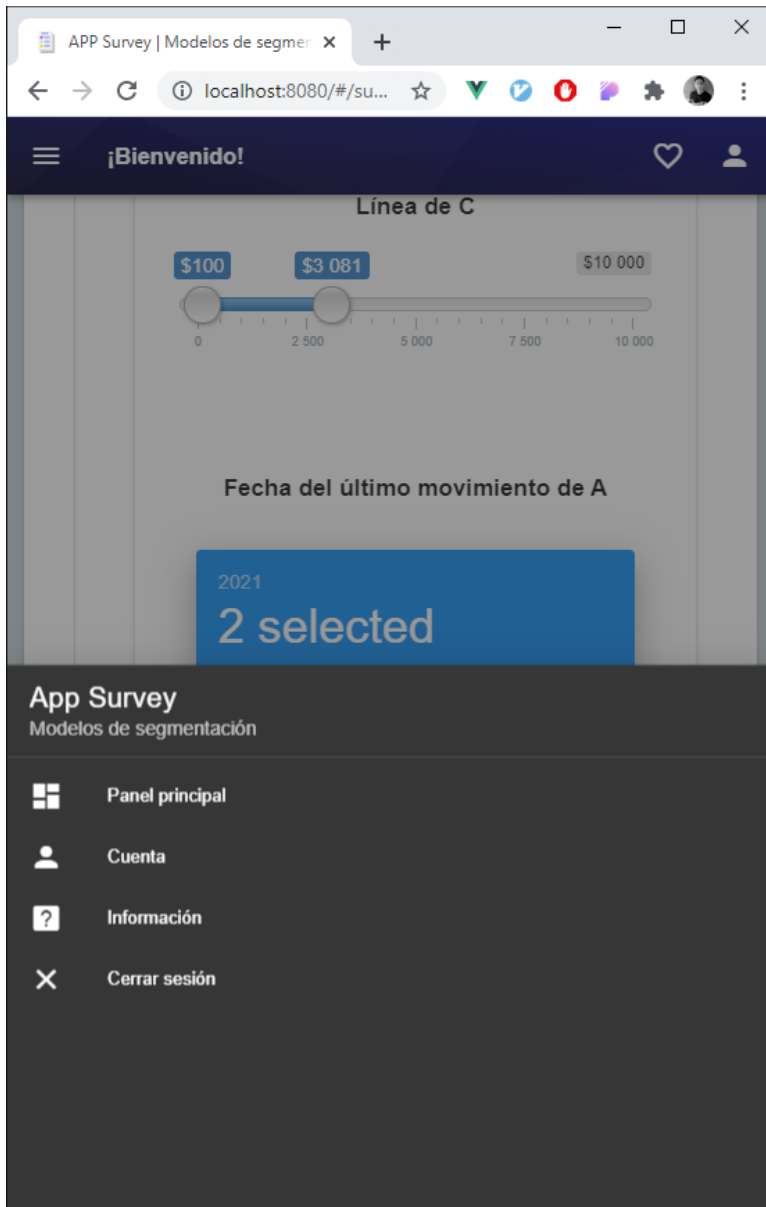 APP Survey | Modelos de segmen
localhost:8080/#/su...
¡Bienvenido!
Línea de C
$100 $3 081 $10 000
0 2 500 5 000 7 500 10 000
Fecha del último movimiento de A
2021
2 selected
App Survey
Modelos de segmentación
Panel principal
Cuenta
Información
Cerrar sesión